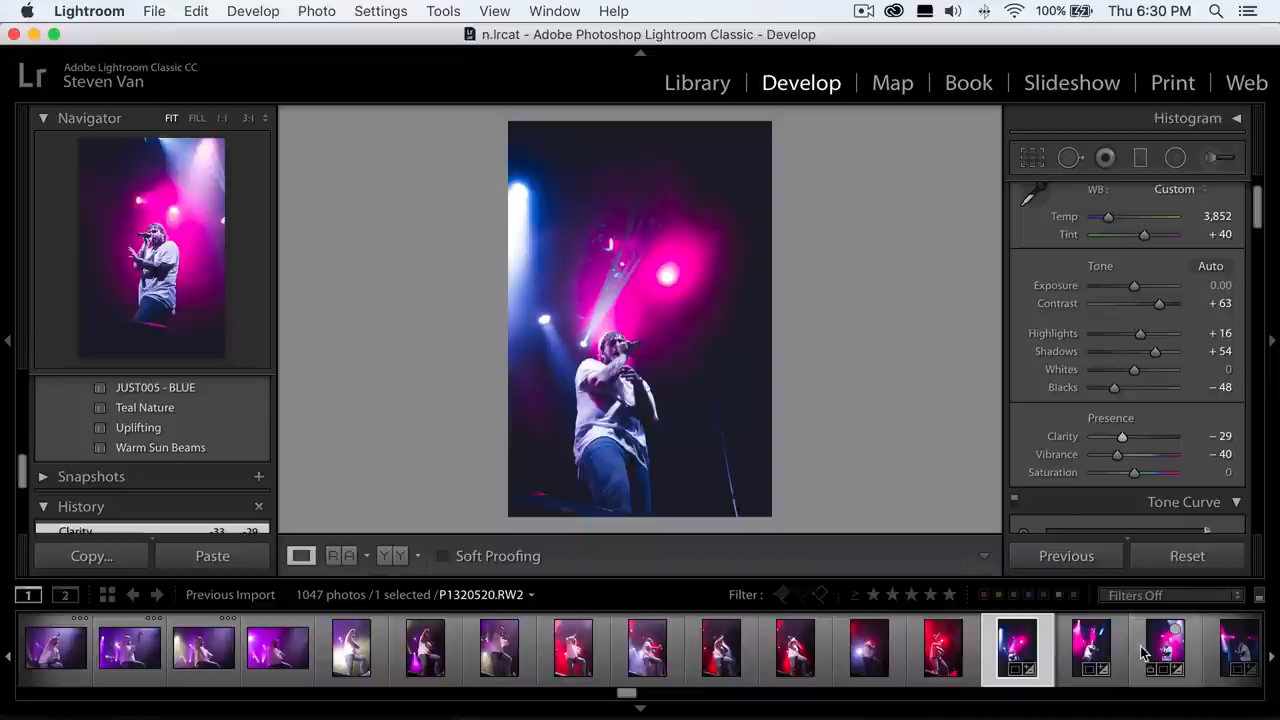 Lightroom File Edit Develop Photo Settings Tools View Window Help 100% Thu 6:30 PM
n.lrcat - Adobe Photoshop Lightroom Classic - Develop
Lr Adobe Lightroom Classic CC
Steven Van
Library | Develop | Map | Book | Slideshow | Print | Web
Navigator FIT FILL 1:1 3:1
Histogram
WB: Custom
Temp 3,852
Tint + 40
Tone Auto
Exposure 0.00
Contrast + 63
Highlights + 16
Shadows + 54
Whites 0
Blacks − 48
Presence
Clarity − 29
Vibrance − 40
Saturation 0
Tone Curve
JUST005 - BLUE
Teal Nature
Uplifting
Warm Sun Beams
Snapshots +
History ×
Clarity -33 -29
Copy... Paste
R A Y Y Soft Proofing
Previous Reset
1 2 Previous Import 1047 photos / 1 selected / P1320520.RW2 Filter : ≥ ★★★★★ Filters Off